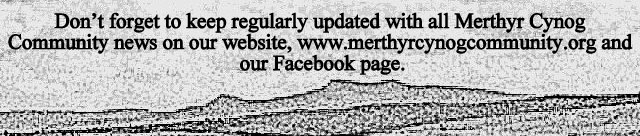 Don't forget to keep regularly updated with all Merthyr Cynog
Community news on our website, www.merthyrcynogcommunity.org and
our Facebook page.